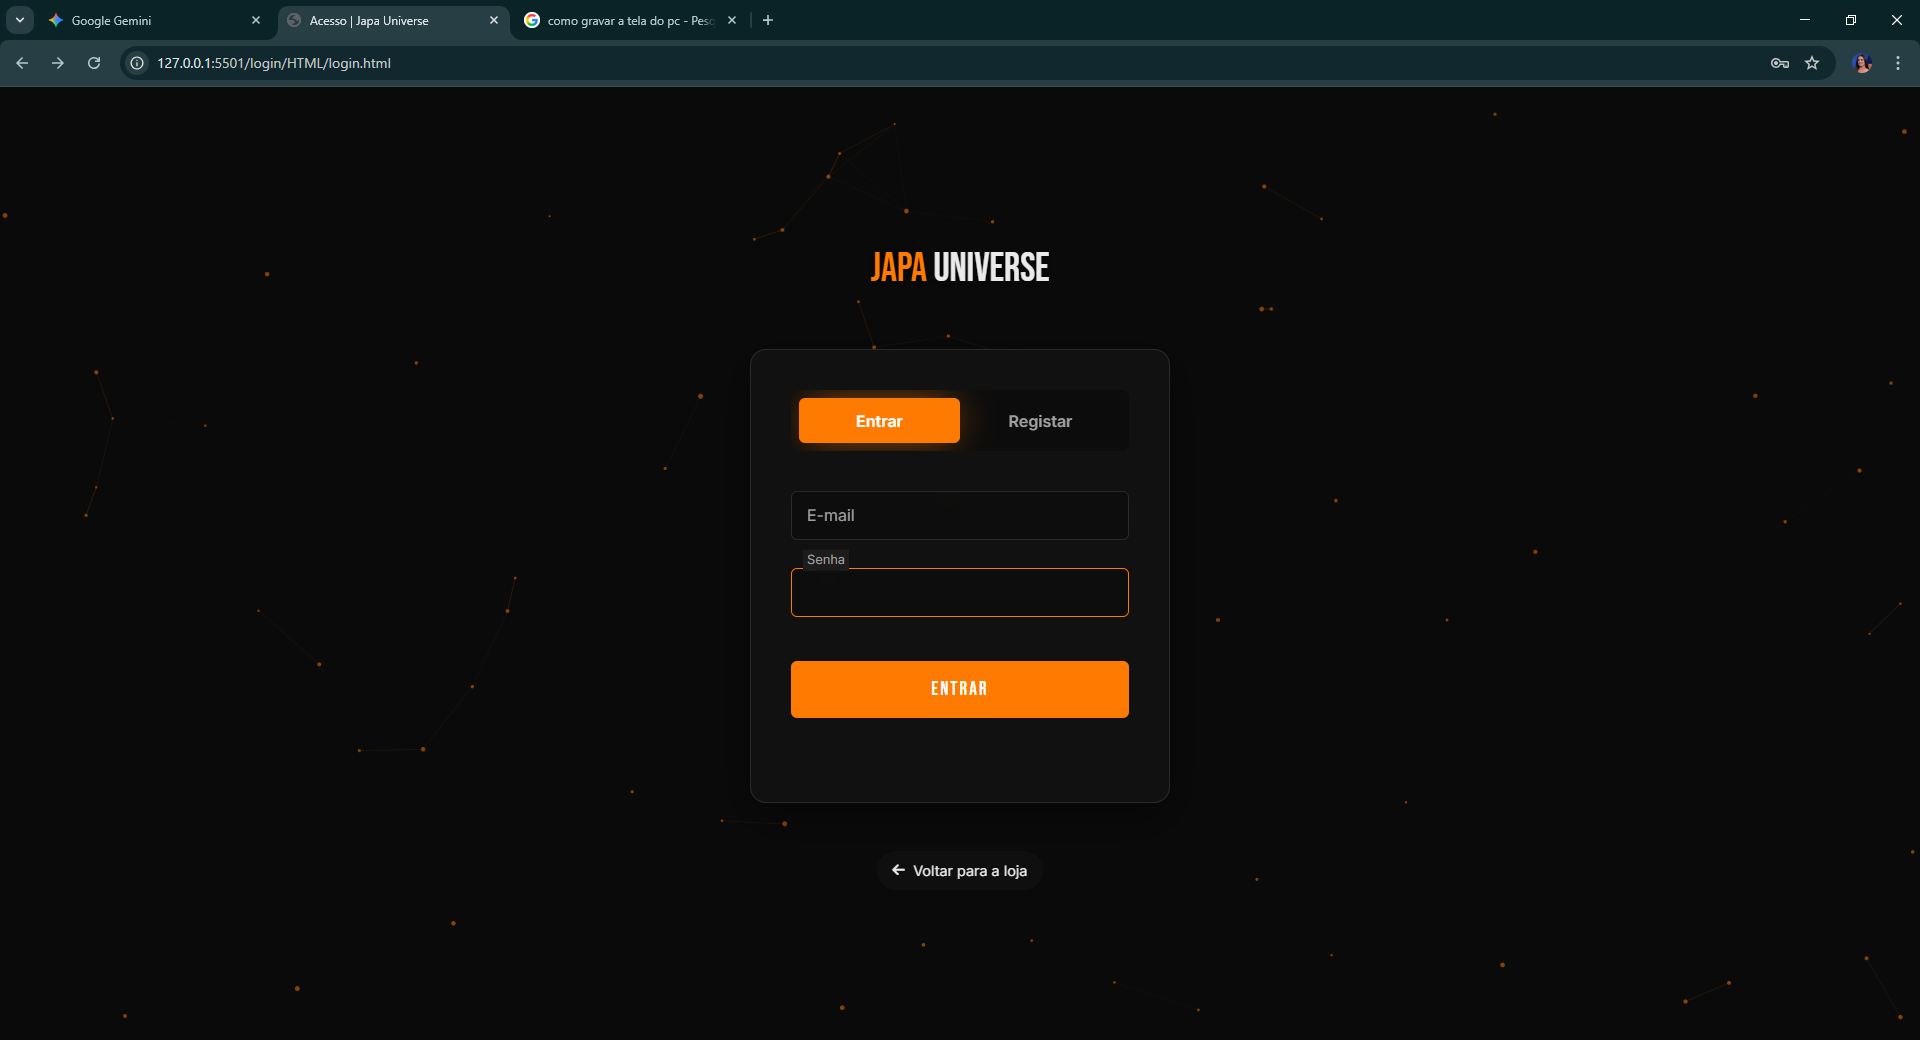 Google Gemini
Acesso | Japa Universe
como gravar a tela do pc - Pes
127.0.0.1:5501/login/HTML/login.html
JAPA UNIVERSE
Entrar
Registar
E-mail
Senha
ENTRAR
Voltar para a loja